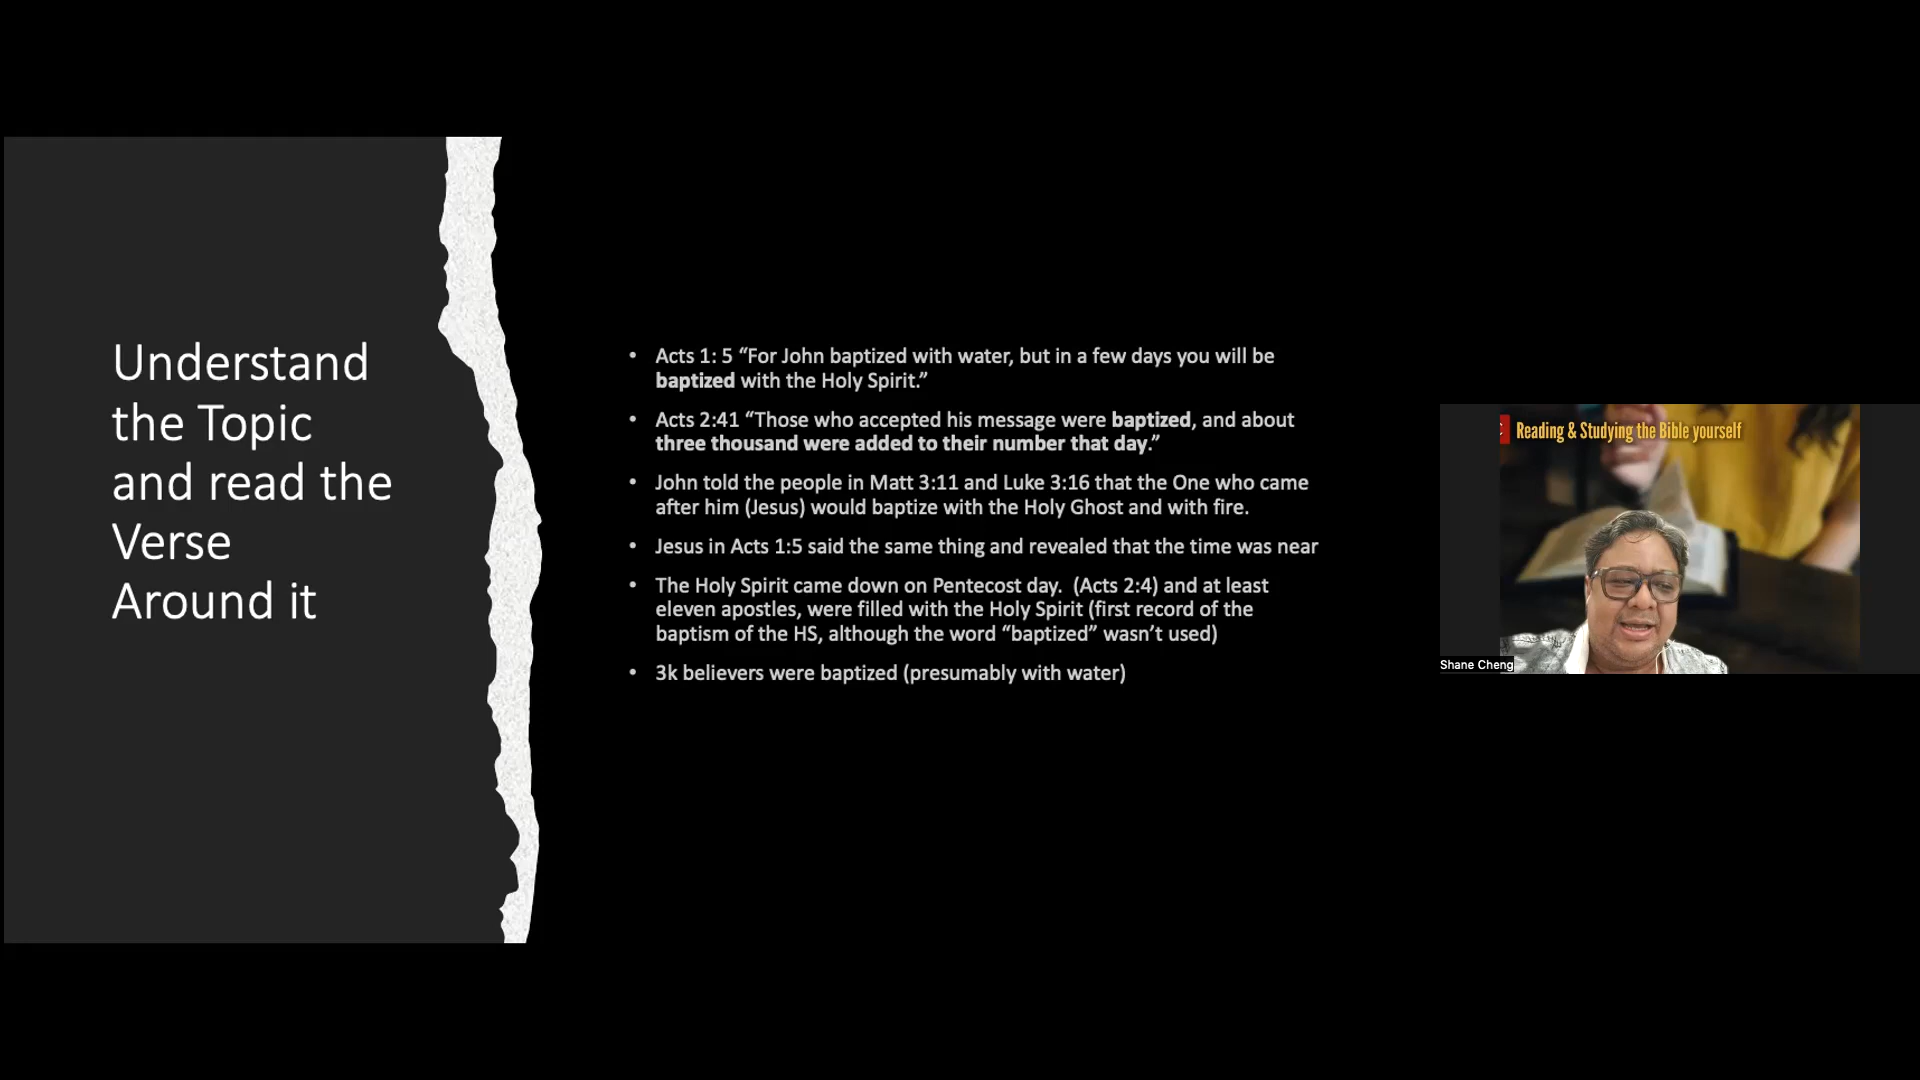 Understand
the Topic
and read the
Verse
Around it
• Acts 1: 5 “For John baptized with water, but in a few days you will be
baptized with the Holy Spirit.”
• Acts 2:41 “Those who accepted his message were baptized, and about
three thousand were added to their number that day.”
• John told the people in Matt 3:11 and Luke 3:16 that the One who came
after him (Jesus) would baptize with the Holy Ghost and with fire.
• Jesus in Acts 1:5 said the same thing and revealed that the time was near
• The Holy Spirit came down on Pentecost day.  (Acts 2:4) and at least
eleven apostles, were filled with the Holy Spirit (first record of the
baptism of the HS, although the word “baptized” wasn’t used)
• 3k believers were baptized (presumably with water)
Reading & Studying the Bible yourself
Shane Cheng